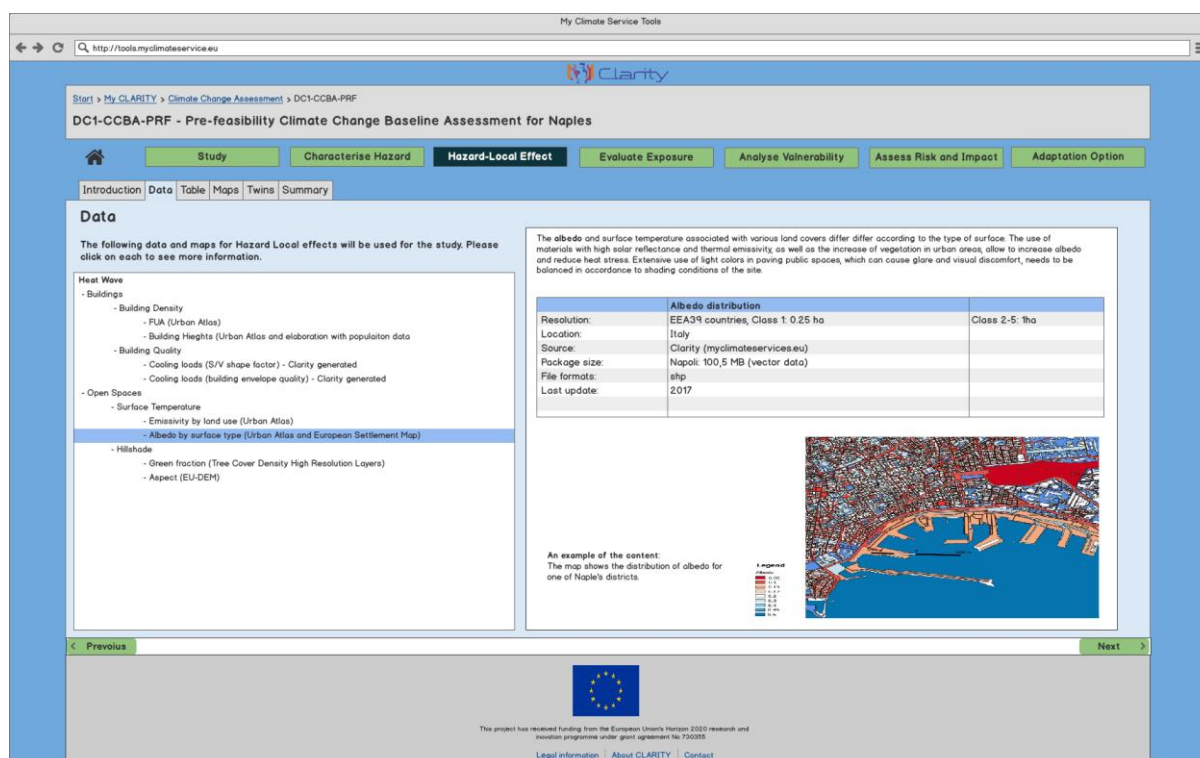 My Climate Service Tools
http://tools.myclimateservice.eu
Clarity
Start > My CLARITY > Climate Change Assessment > DC1-CCBA-PRF
DC1-CCBA-PRF - Pre-feasibility Climate Change Baseline Assessment for Naples
Study
Characterise Hazard
Hazard-Local Effect
Evaluate Exposure
Analyse Valnerability
Assess Risk and Impact
Adaptation Option
Introduction
Data
Table
Maps
Twins
Summary
Data
The following data and maps for Hazard Local effects will be used for the study. Please
click on each to see more information.
Heat Wave
- Buildings
- Building Density
- FUA (Urban Atlas)
- Building Hieghts (Urban Atlas and elaboration with populaiton data
- Building Quality
- Cooling loads (S/V shape factor) - Clarity generated
- Cooling loads (building envelope quality) - Clarity generated
- Open Spaces
- Surface Temperature
- Emissivity by land use (Urban Atlas)
- Albedo by surface type (Urban Atlas and European Settlement Map)
- Hillshade
- Green fraction (Tree Cover Density High Resolution Layers)
- Aspect (EU-DEM)
The albedo and surface temperature associated with various land covers differ differ according to the type of surface. The use of
materials with high solar reflectance and thermal emissivity, as well as the increase of vegetation in urban areas, allow to increase albedo
and reduce heat stress. Extensive use of light colors in paving public spaces, which can cause glare and visual discomfort, needs to be
balanced in accordance to shading conditions of the site.
Albedo distribution
Resolution: EEA39 countries, Class 1: 0.25 ha Class 2-5: 1ha
Location: Italy
Source: Clarity (myclimateservices.eu)
Package size: Napoli: 100,5 MB (vector data)
File formats: shp
Last update: 2017
An example of the content:
The map shows the distribution of albedo for
one of Naple's districts.
Legend
< Prevoius
Next >
This project has received funding from the European Union's Horizon 2020 research and
inovation programme under grant agreement No 730355
Legal information | About CLARITY | Contact